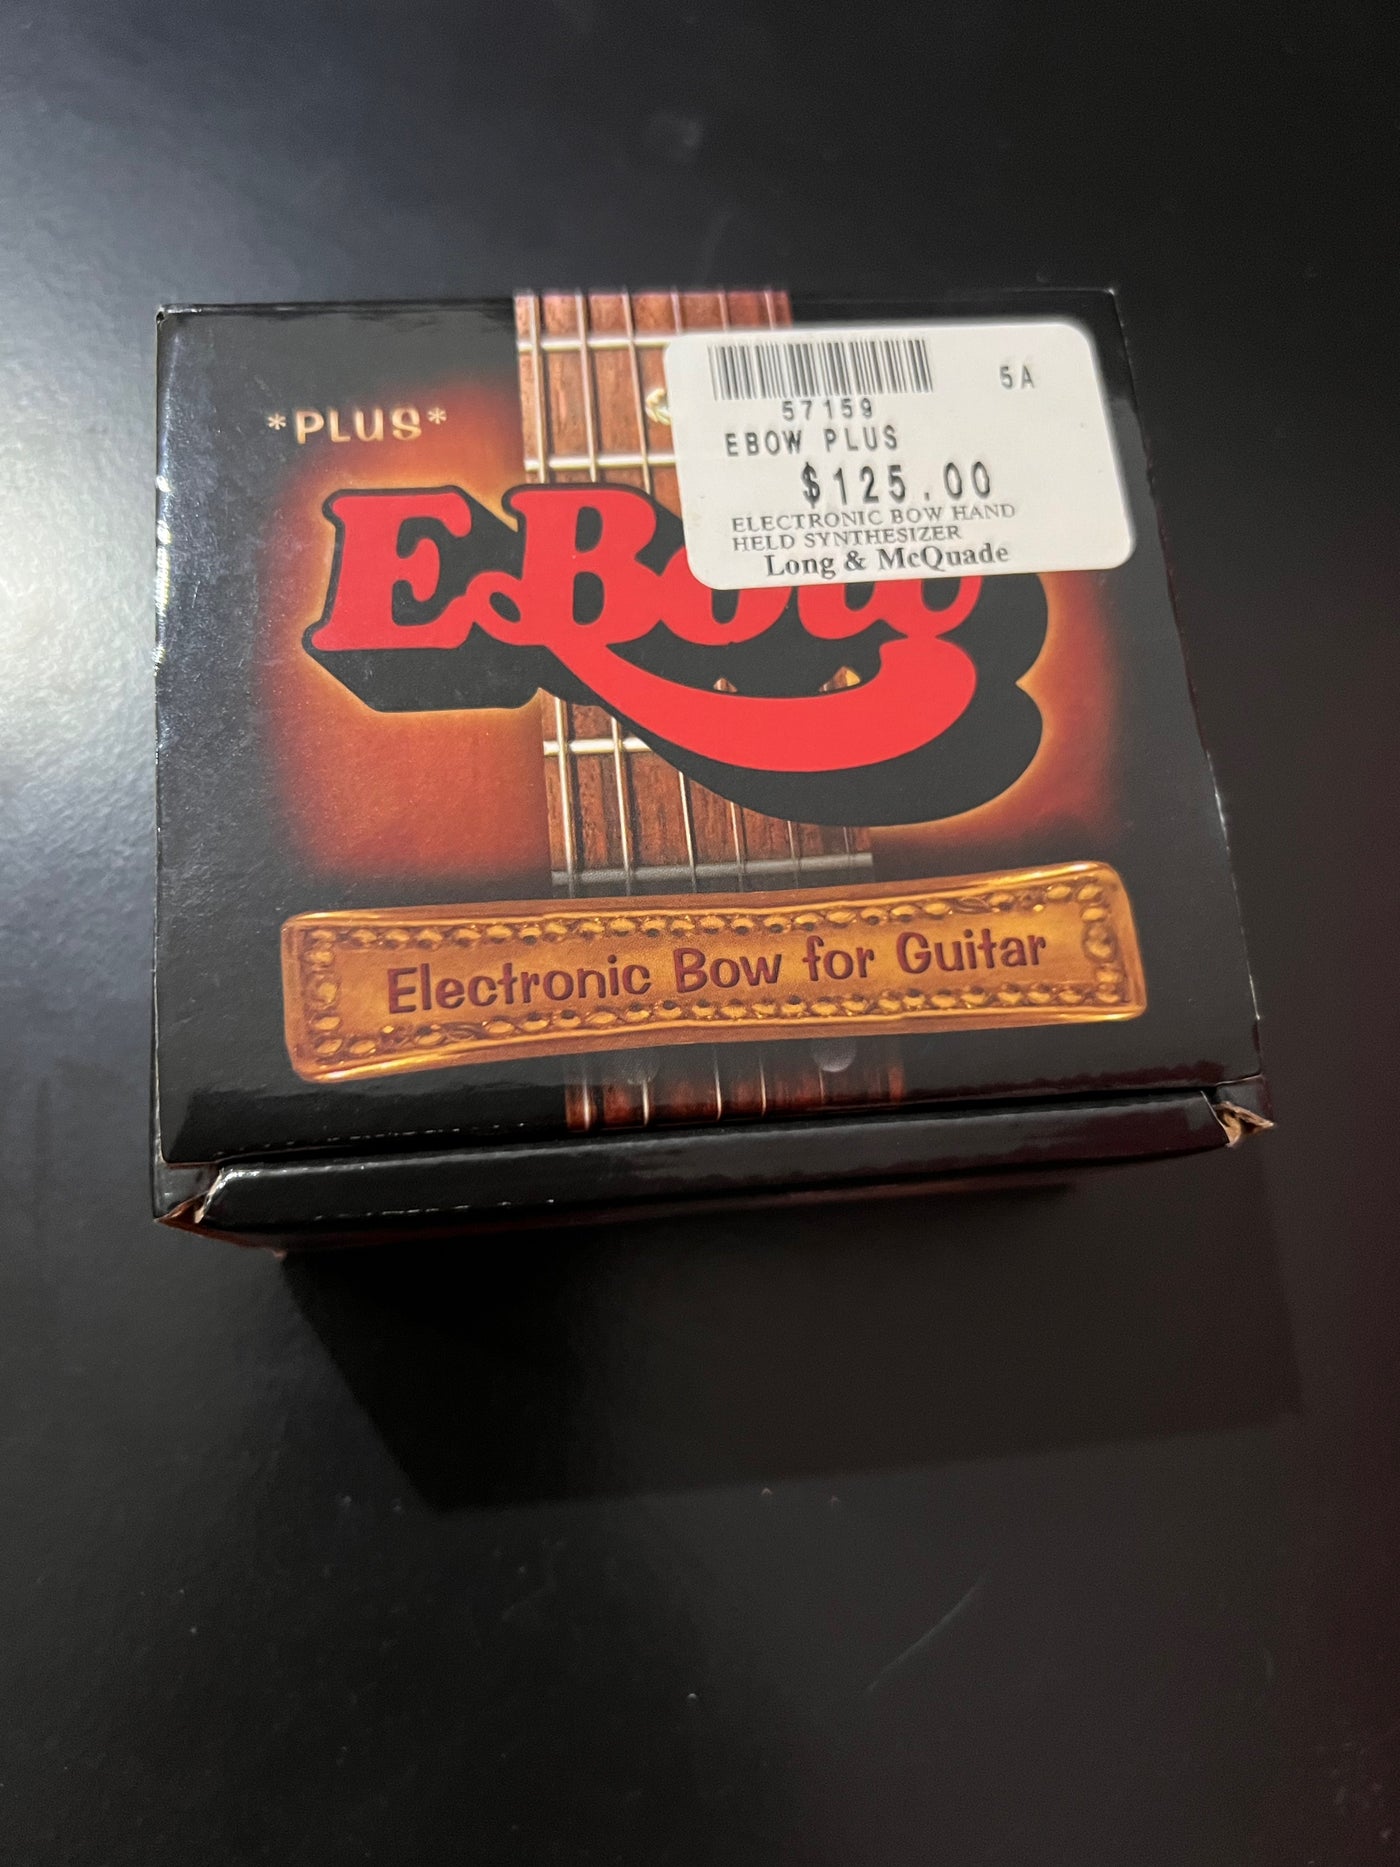 *PLUS*
57159
5A
EBOW PLUS
$125.00
ELECTRONIC BOW HAND
HELD SYNTHESIZER
Long & McQuade
EBow
Electronic Bow for Guitar